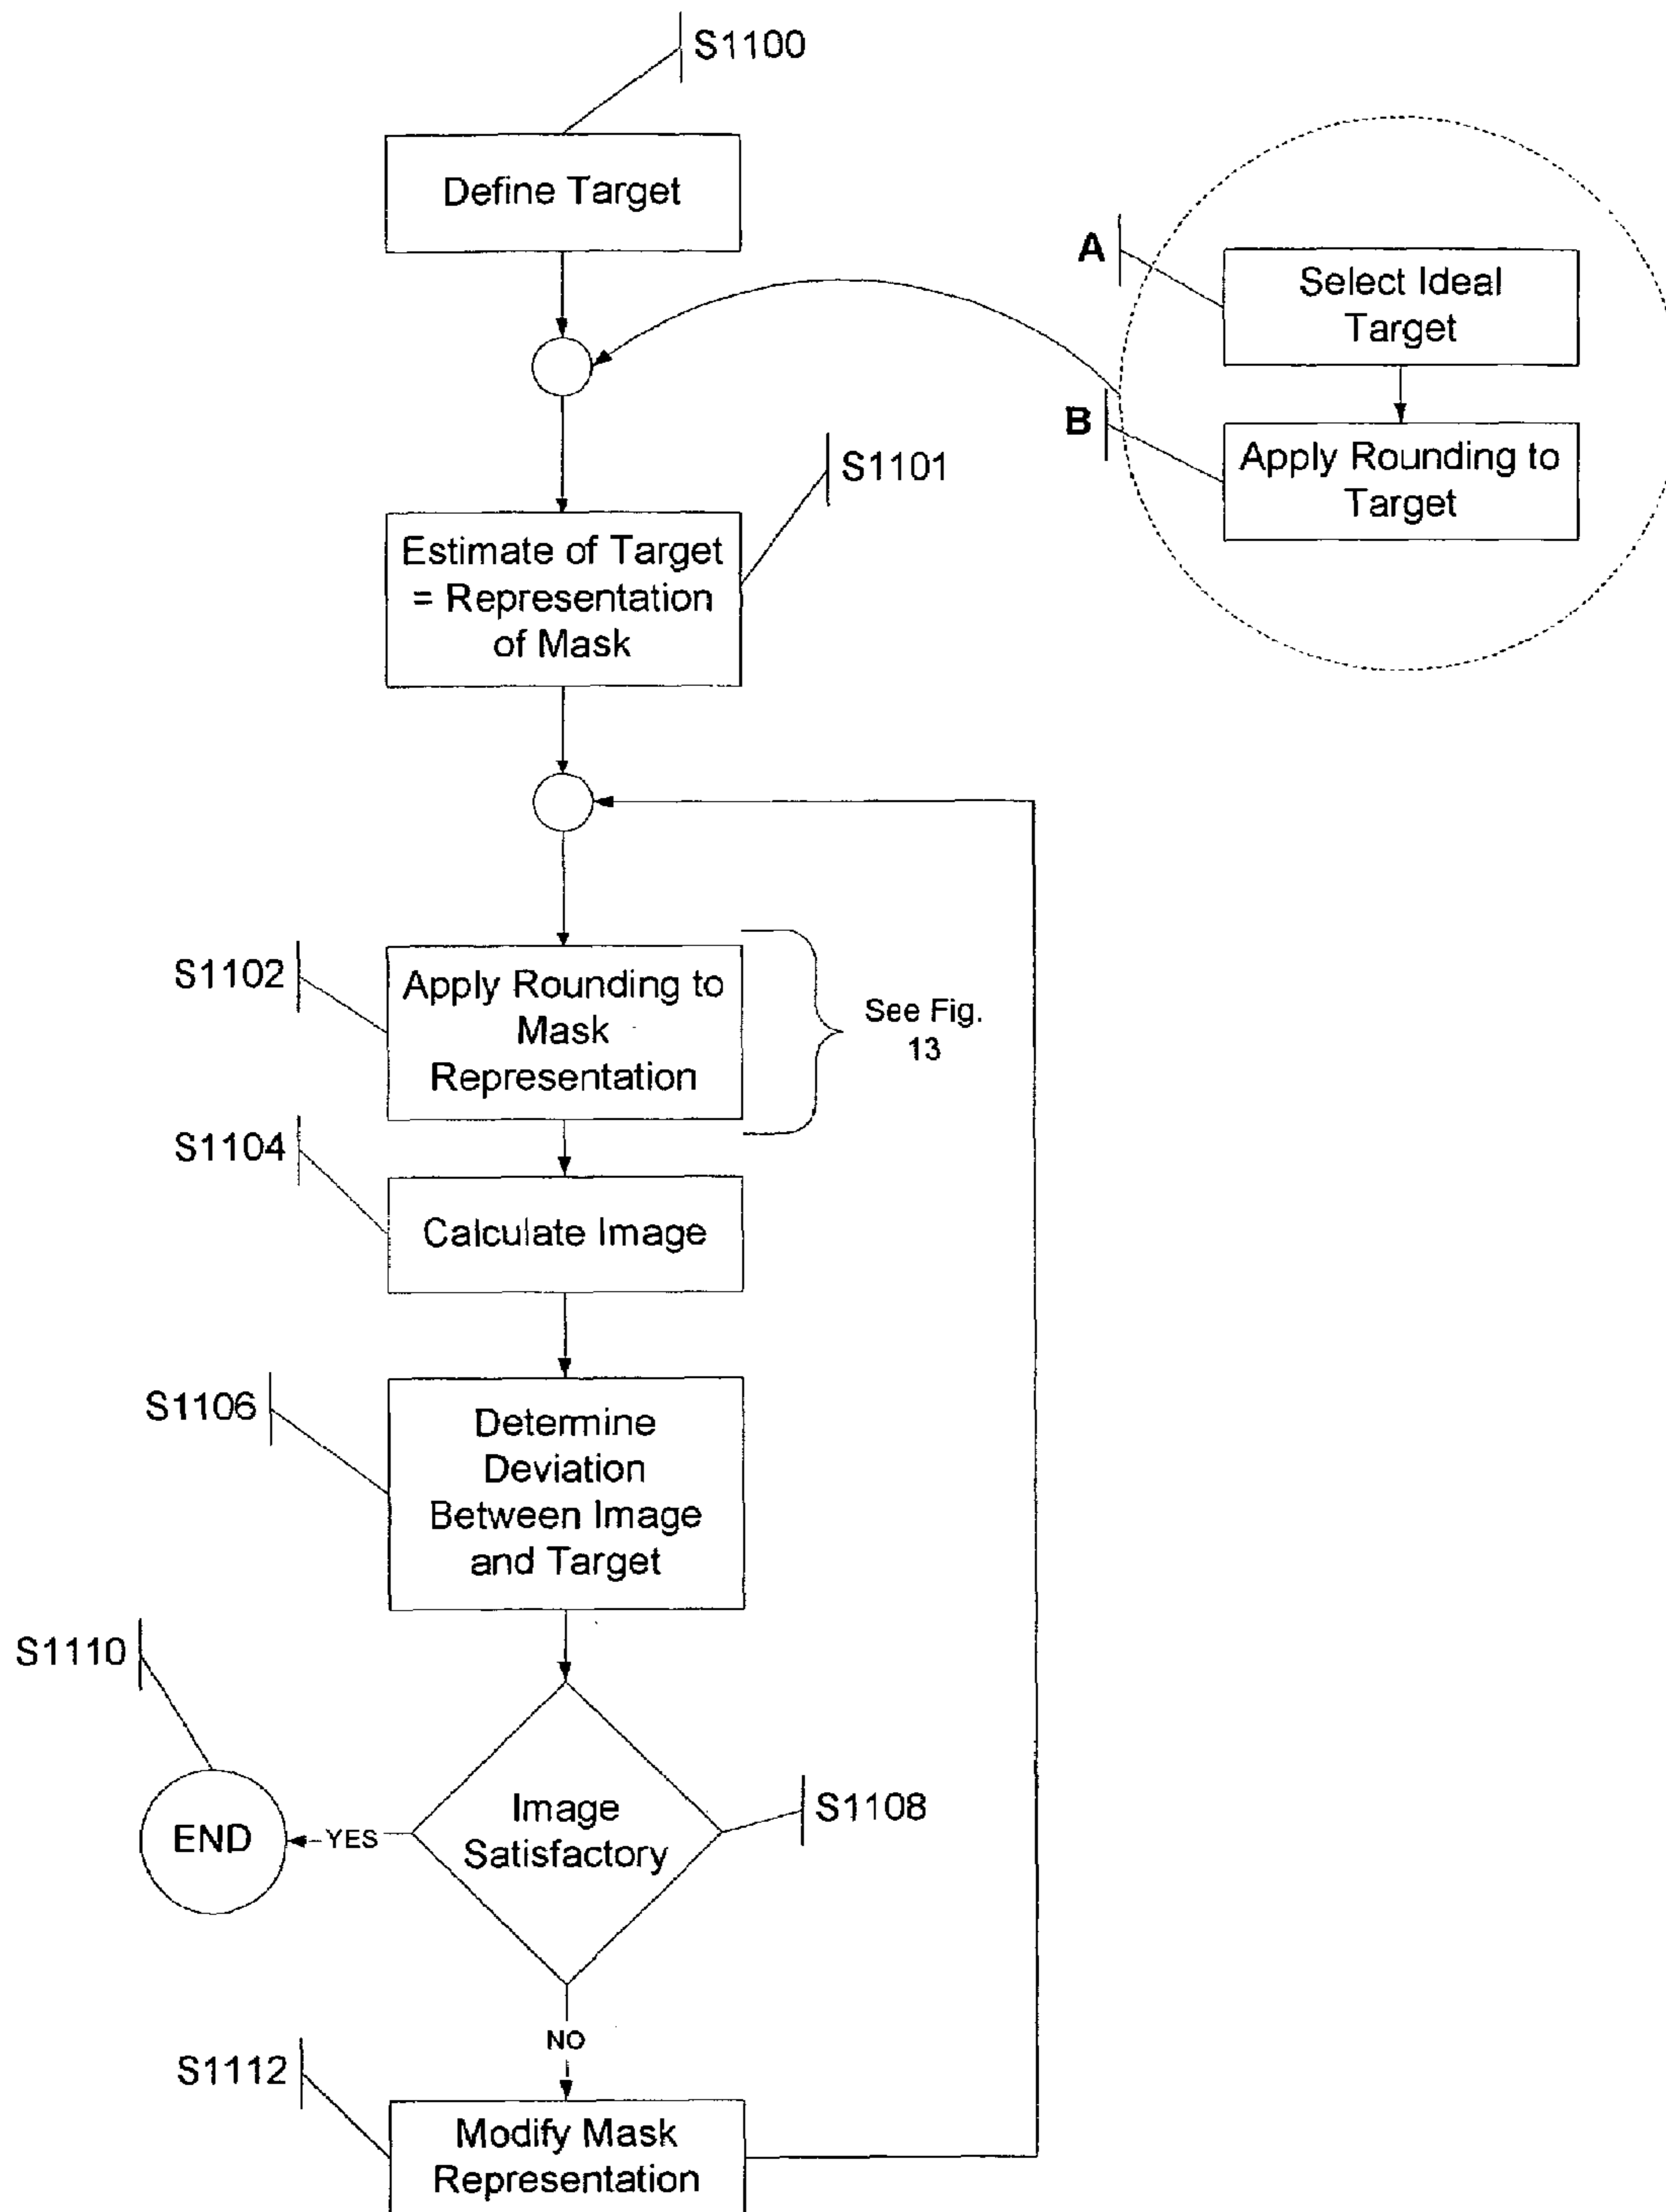 S1100
Define Target
A
Select Ideal
Target
B
Apply Rounding to
Target
S1101
Estimate of Target
= Representation
of Mask
S1102
Apply Rounding to
Mask
Representation
See Fig.
13
S1104
Calculate Image
S1106
Determine
Deviation
Between Image
and Target
S1110
END
YES
Image
Satisfactory
S1108
NO
S1112
Modify Mask
Representation